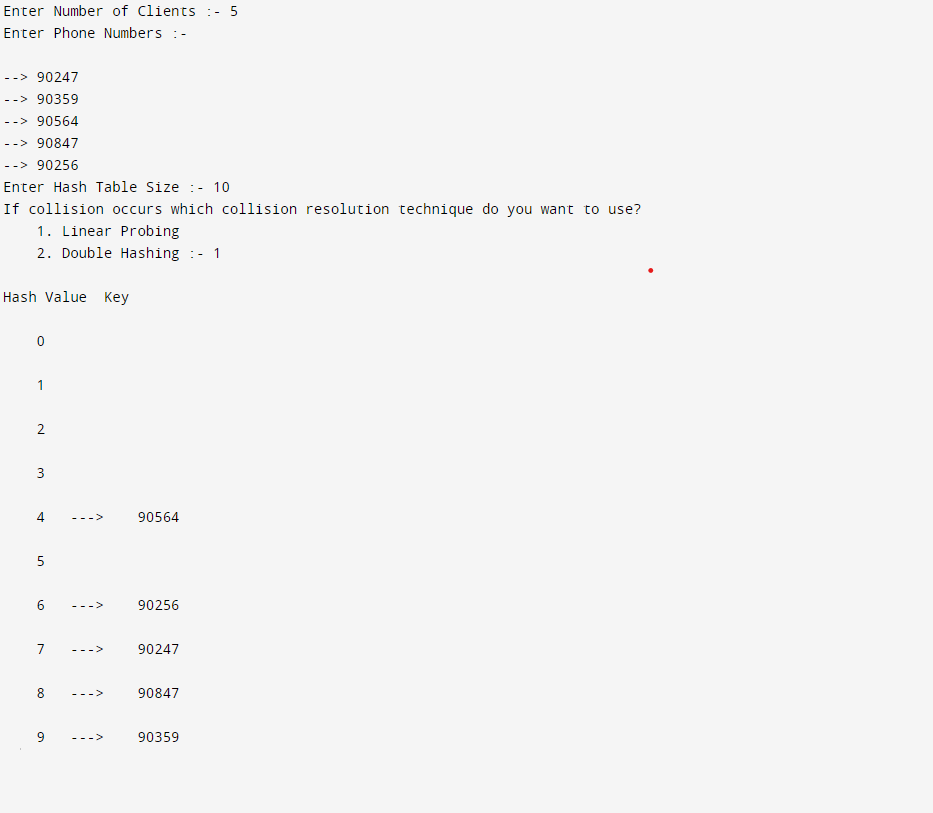 Enter Number of Clients :- 5
Enter Phone Numbers :-
--> 90247
--> 90359
--> 90564
--> 90847
--> 90256
Enter Hash Table Size :- 10
If collision occurs which collision resolution technique do you want to use?
    1. Linear Probing
    2. Double Hashing :- 1
Hash Value  Key
    0
    1
    2
    3
    4   --->    90564
    5
    6   --->    90256
    7   --->    90247
    8   --->    90847
    9   --->    90359